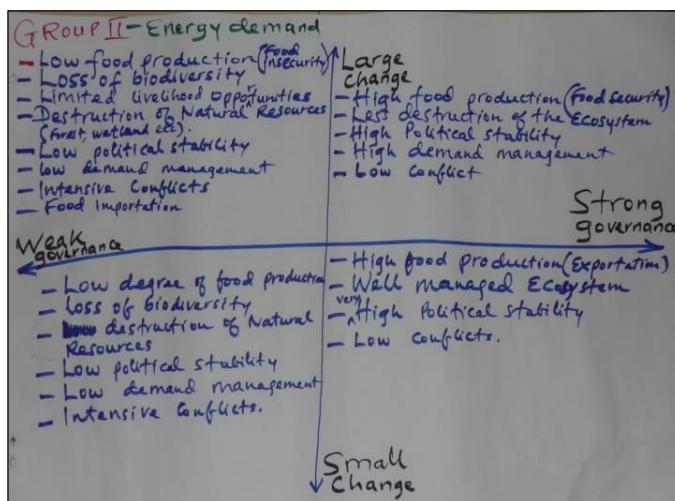 GROUP II - Energy demand
- Low food production (Food insecurity)
- Loss of biodiversity
- Limited livelihood opportunities
- Destruction of Natural Resources
(forest, wetland etc).
- Low political stability
- Low demand management
- Intensive Conflicts
- Food importation
Large
Change
- High food production (Food security)
- Less destruction of the Ecosystem
- High Political stability
- High demand management
- Low conflict
Strong
governance
Weak
governance
- Low degree of food production
- Loss of biodiversity
- destruction of Natural
Resources
- Low political stability
- Low demand management
- Intensive Conflicts.
- High food production (Exportation)
- Well managed Ecosystem
- very High Political stability
- Low conflicts.
Small
Change